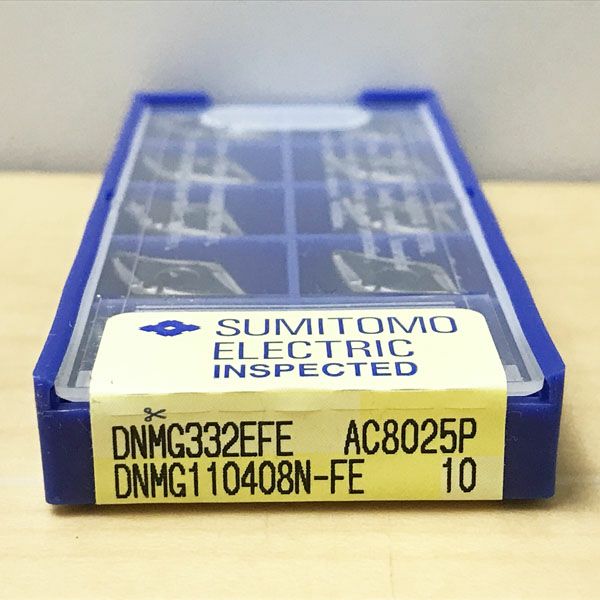 SUMITOMO
ELECTRIC
INSPECTED
DNMG332EFE AC8025P
DNMG110408N-FE 10